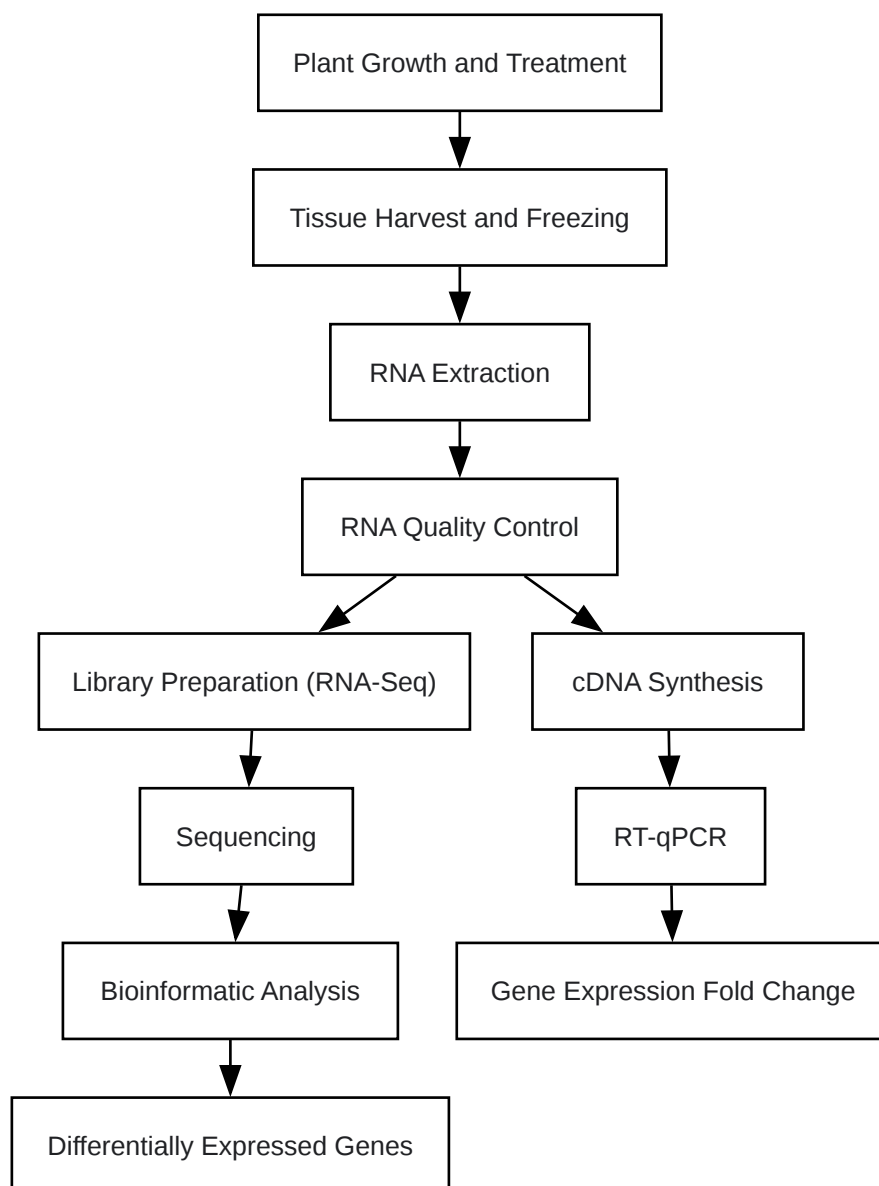 Plant Growth and Treatment
Tissue Harvest and Freezing
RNA Extraction
RNA Quality Control
Library Preparation (RNA-Seq)
cDNA Synthesis
Sequencing
RT-qPCR
Bioinformatic Analysis
Gene Expression Fold Change
Differentially Expressed Genes